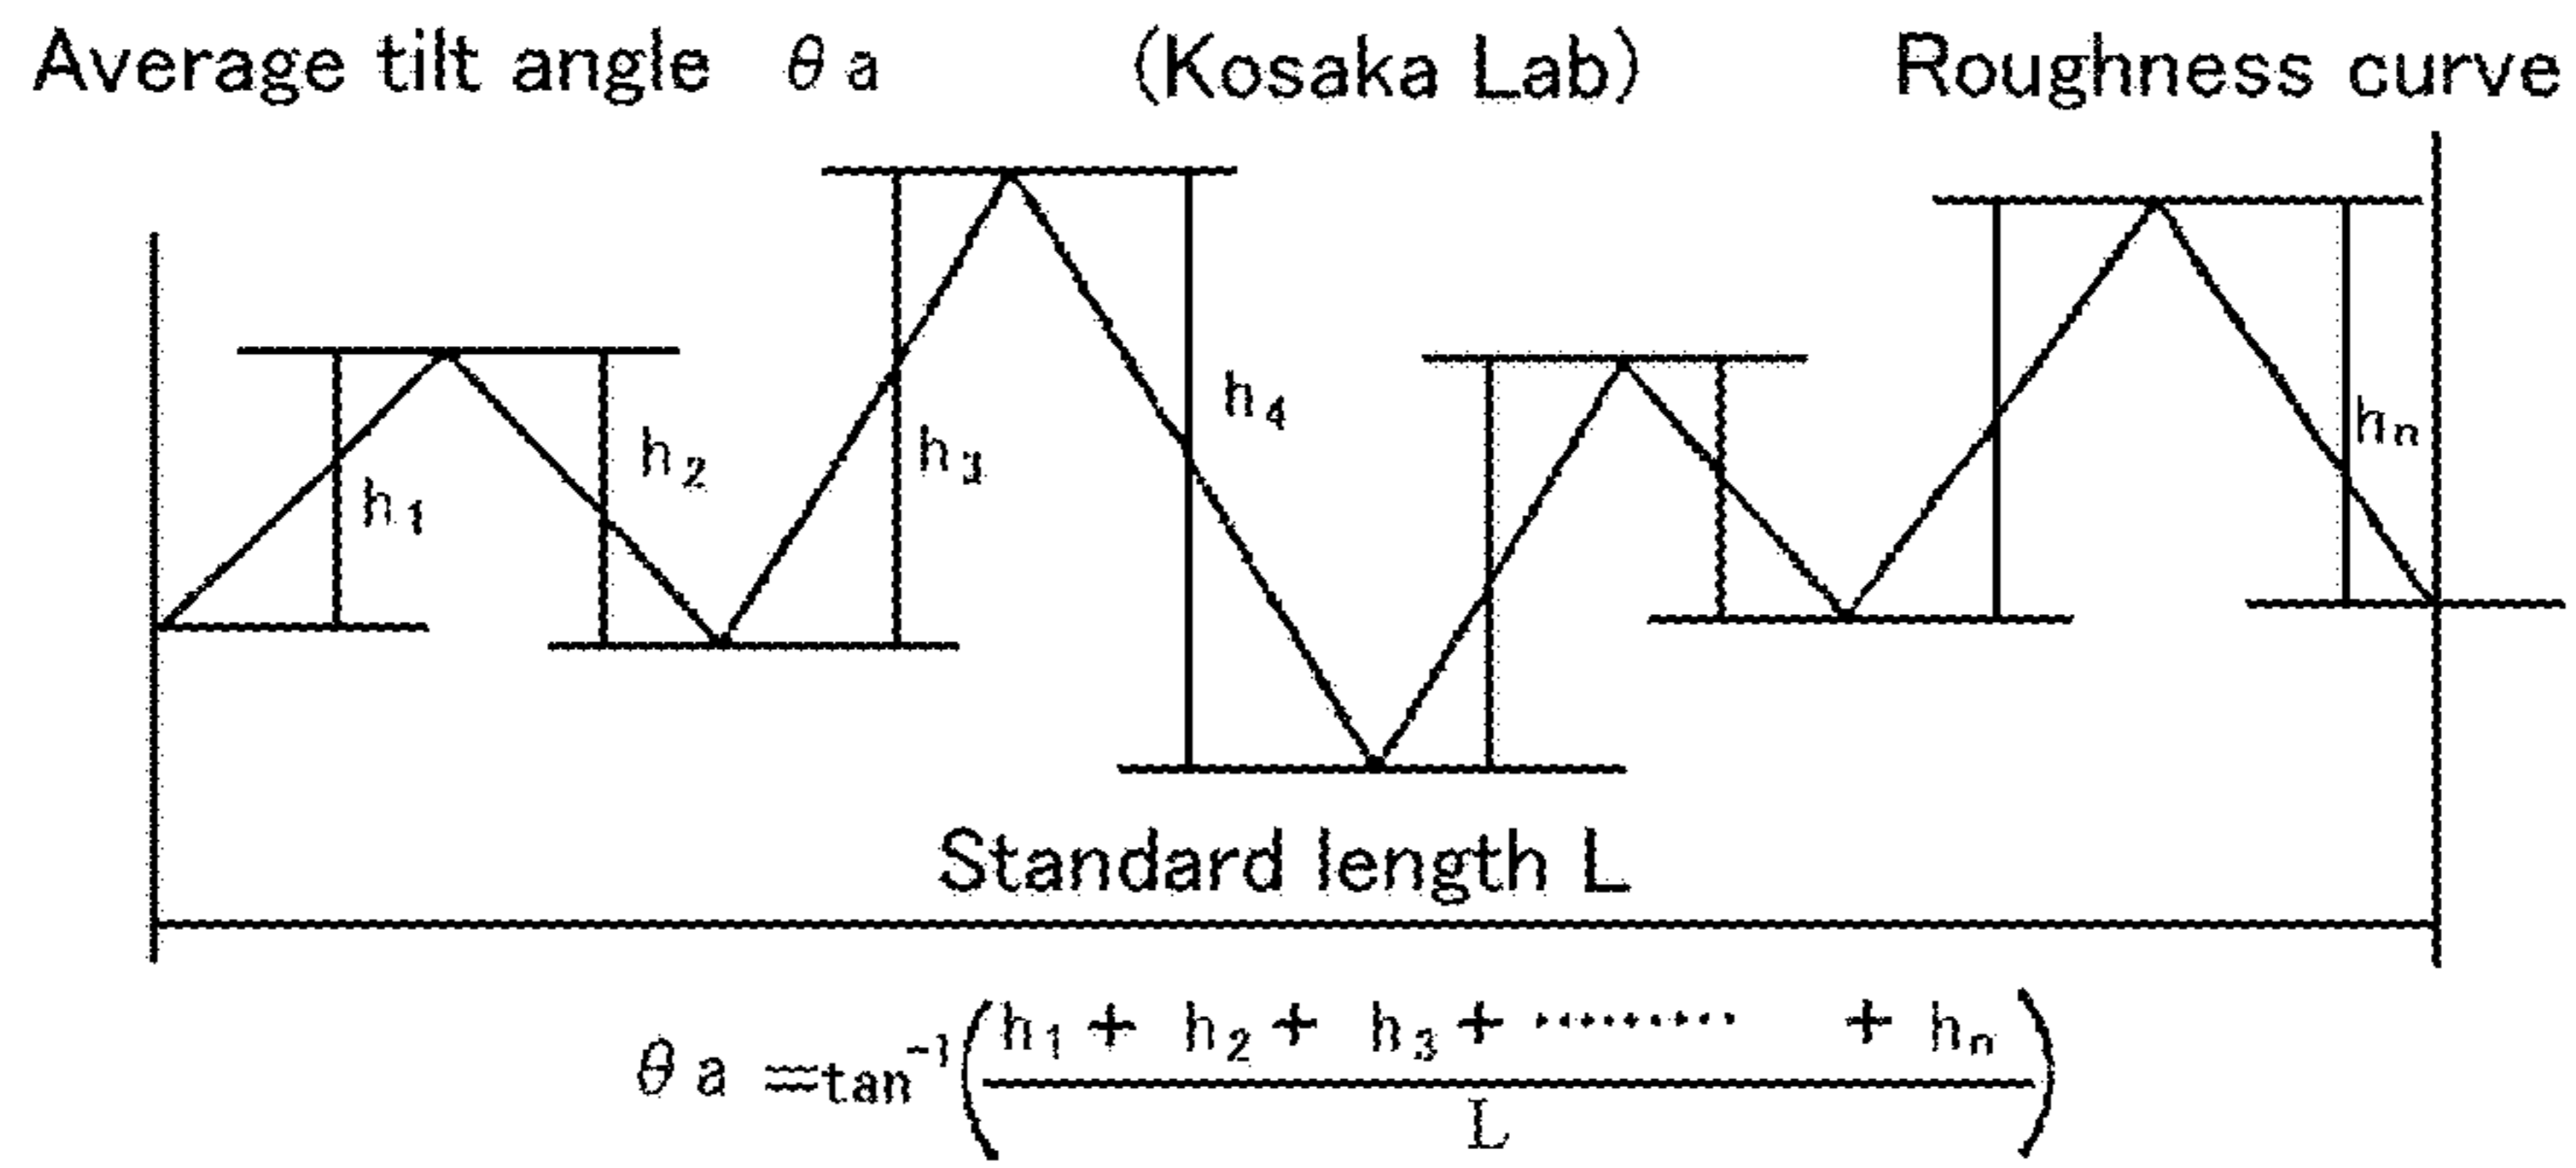 Average tilt angle θa (Kosaka Lab) Roughness curve
h4
hn
h2
h3
h1
Standard length L
θa ≒ tan⁻¹(h1 + h2 + h3 + ········· + hn / L)